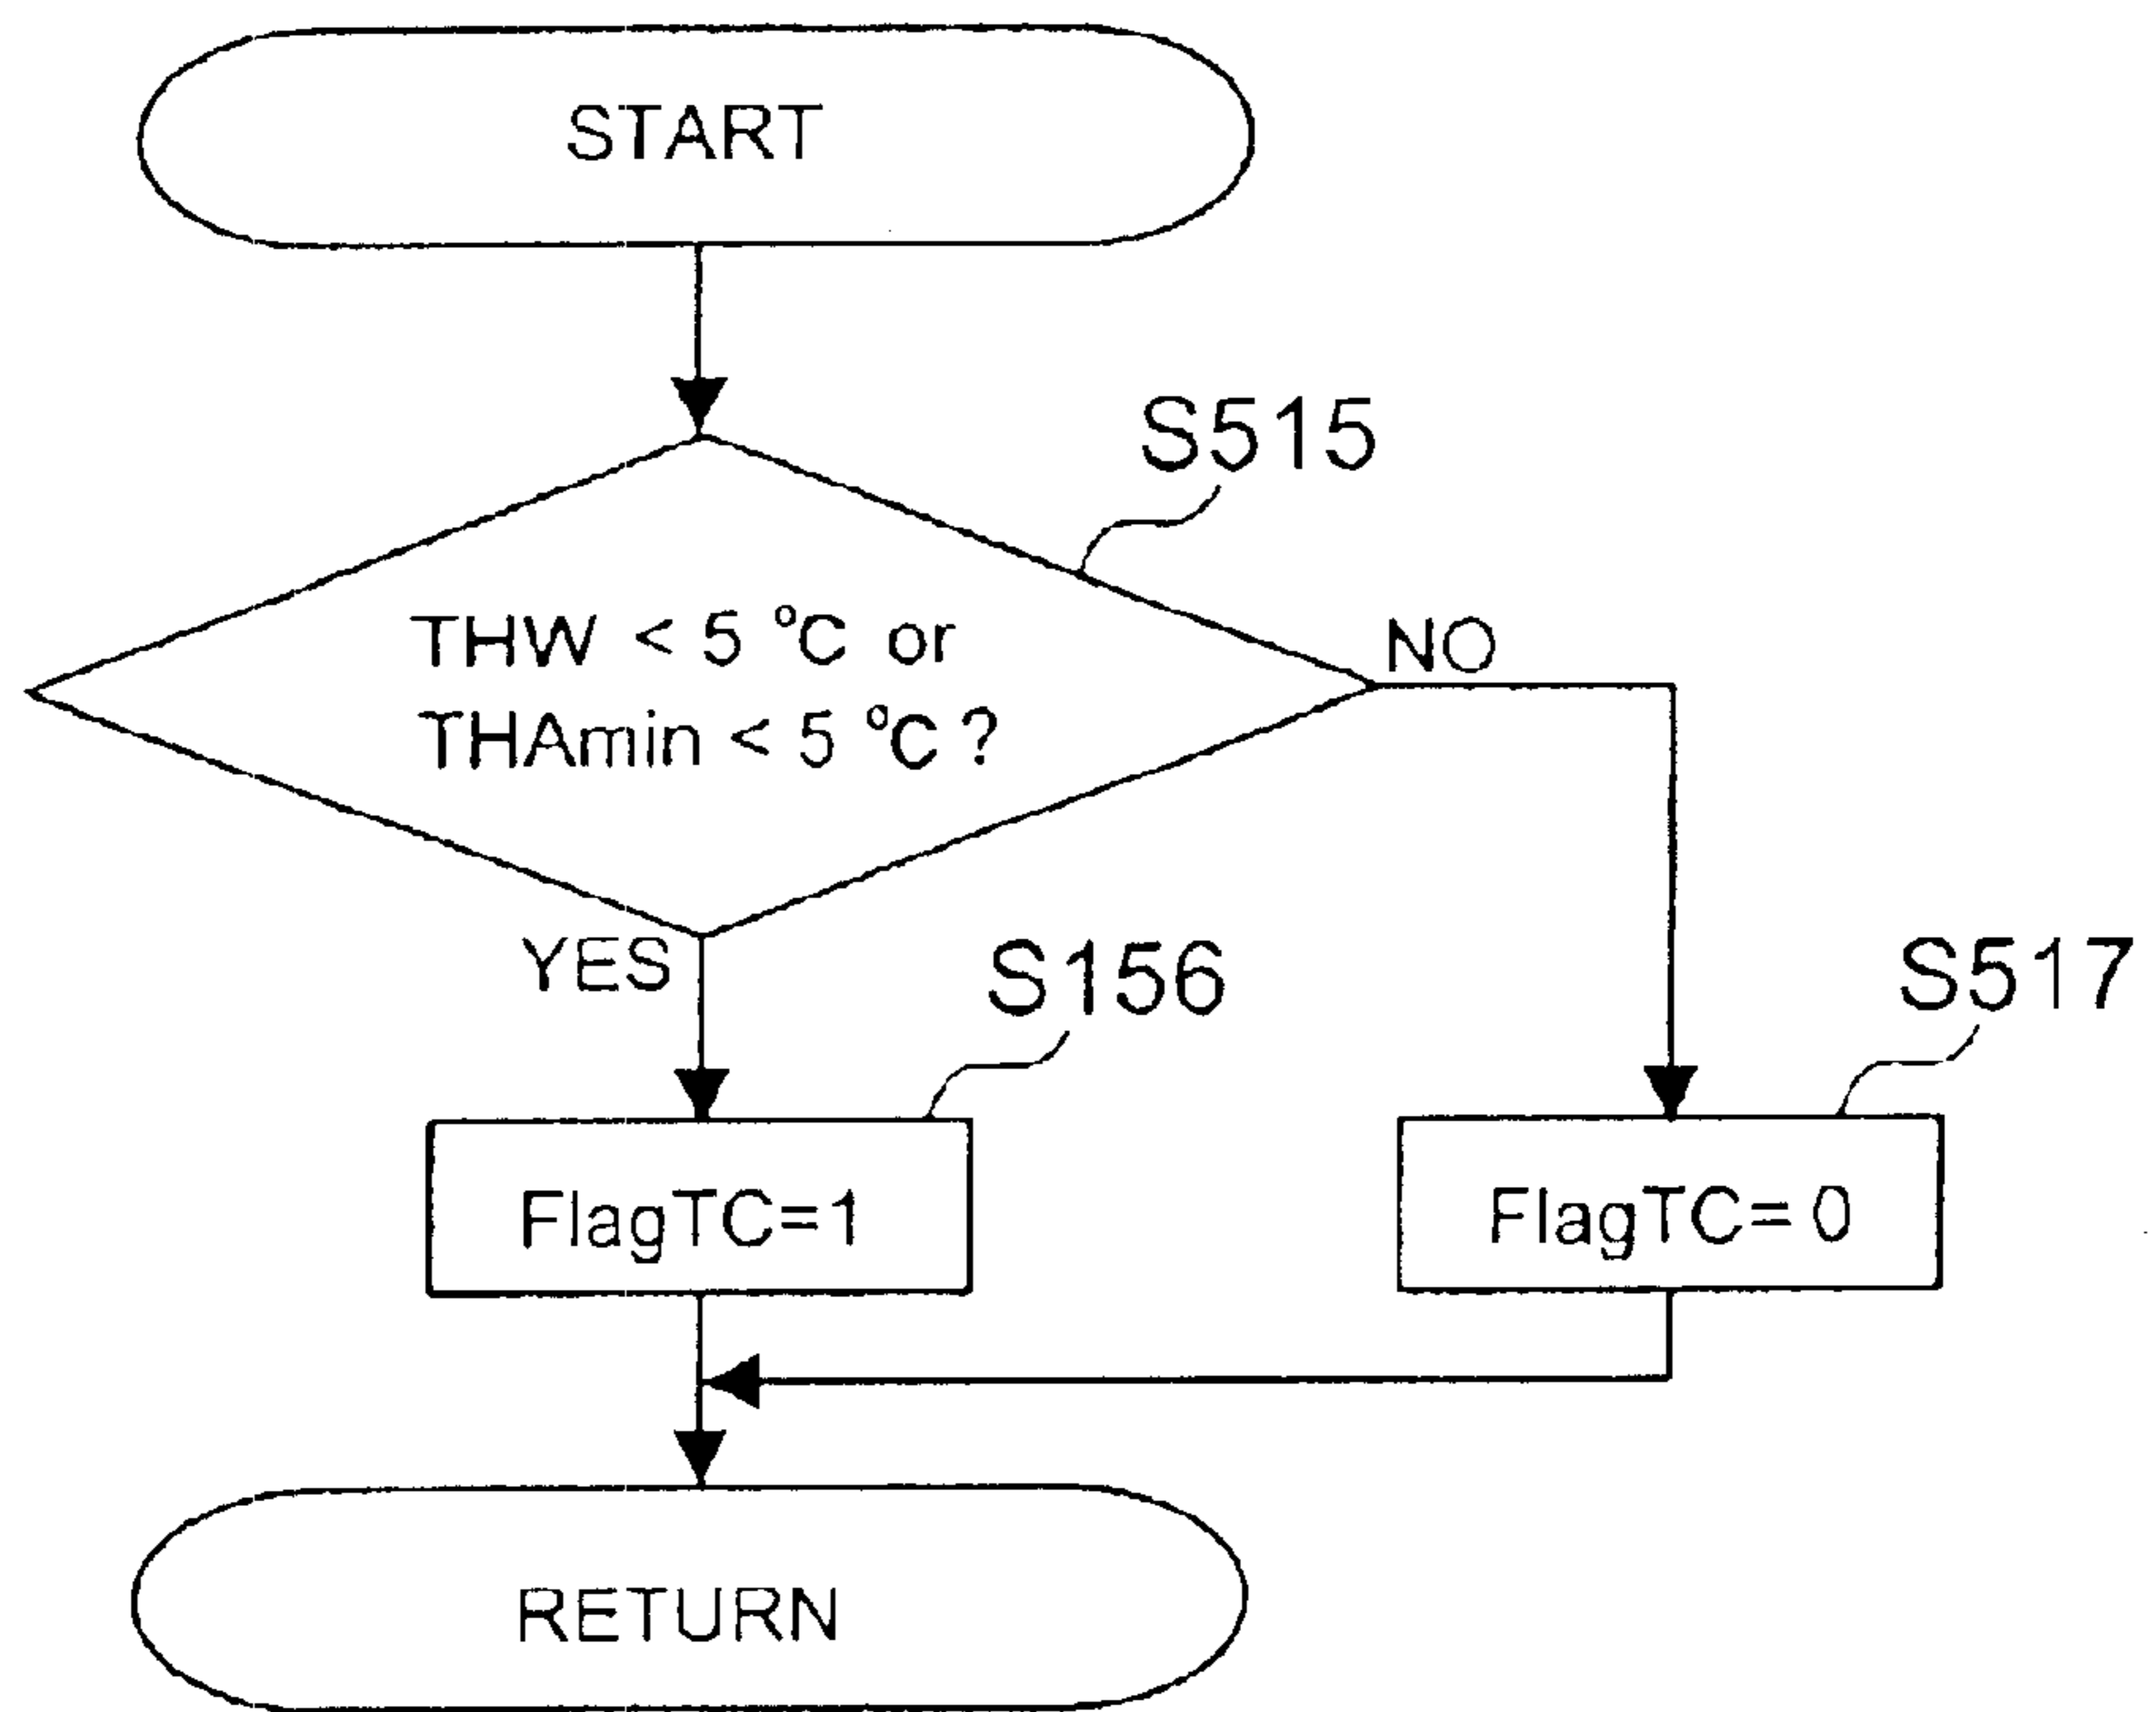 START
S515
THW < 5 °C or
THAmin < 5 °C ?
NO
YES
S156
S517
FlagTC=1
FlagTC= 0
RETURN